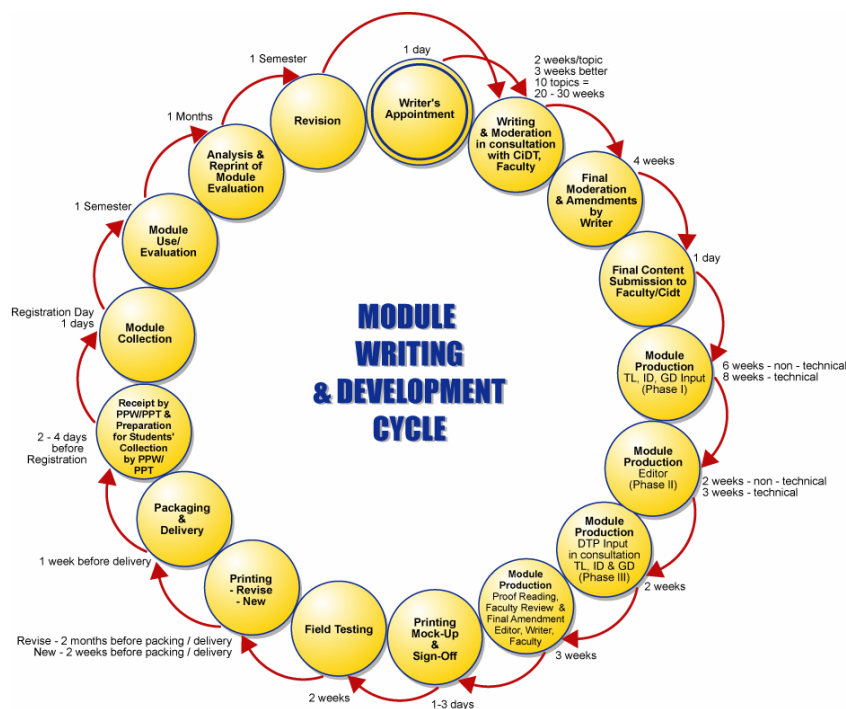 MODULE
WRITING
& DEVELOPMENT
CYCLE
1 day
Writer's
Appointment
2 weeks/topic
3 weeks better
10 topics =
20 - 30 weeks
Writing
& Moderation
in consultation
with CiDT,
Faculty
4 weeks
Final
Moderation
& Amendments
by
Writer
1 day
Final Content
Submission to
Faculty/Cidt
6 weeks - non - technical
8 weeks - technical
Module
Production
TL, ID, GD Input
(Phase I)
2 weeks - non - technical
3 weeks - technical
Module
Production
Editor
(Phase II)
2 weeks
Module
Production
DTP Input
in consultation
TL, ID & GD
(Phase III)
3 weeks
Module
Production
Proof Reading,
Faculty Review &
Final Amendment
Editor, Writer,
Faculty
1-3 days
Printing
Mock-Up
&
Sign-Off
2 weeks
Field Testing
Revise - 2 months before packing / delivery
New - 2 weeks before packing / delivery
Printing
- Revise
- New
1 week before delivery
Packaging
&
Delivery
2 - 4 days
before
Registration
Receipt by
PPW/PPT &
Preparation
for Students'
Collection
by PPW/
PPT
Registration Day
1 days
Module
Collection
1 Semester
Module
Use/
Evaluation
1 Months
Analysis &
Reprint of
Module
Evaluation
1 Semester
Revision